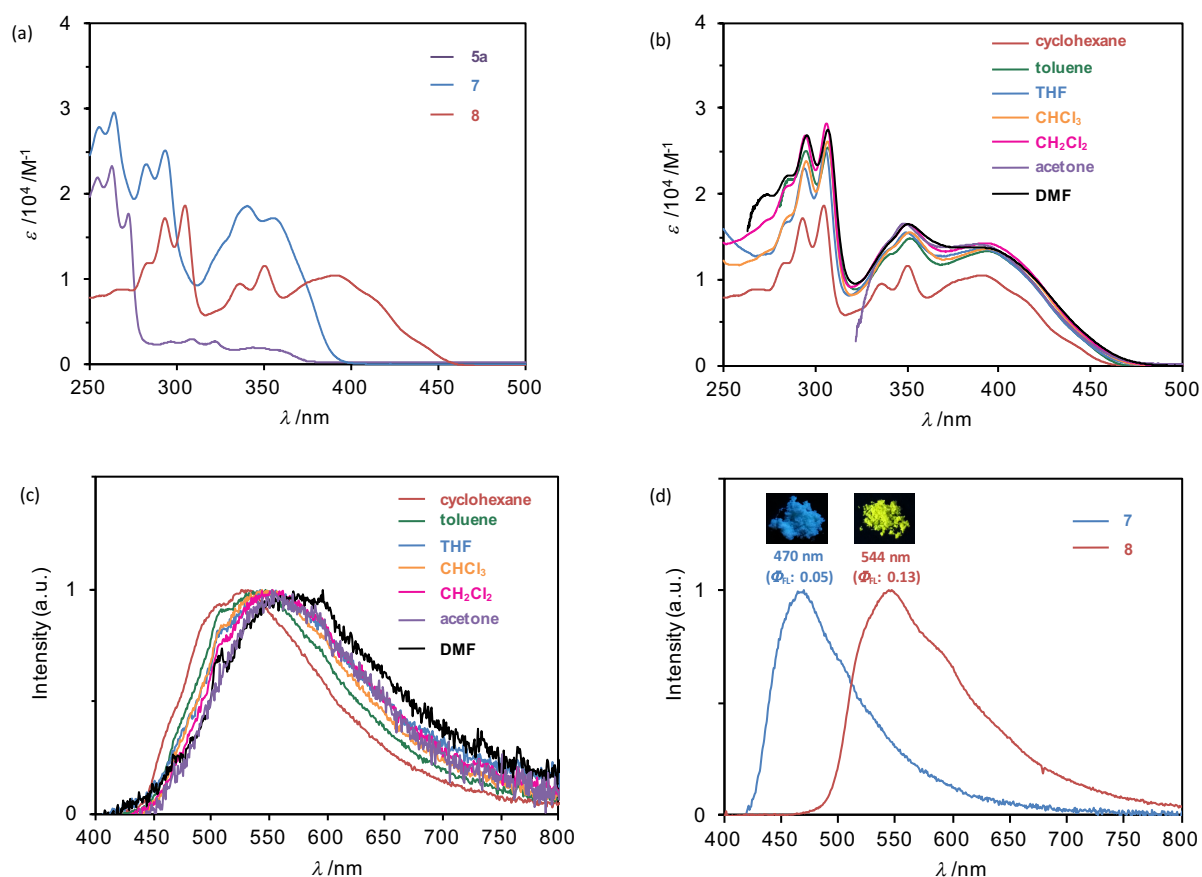 (a)
4
3
2
1
0
ε /10⁴ /M⁻¹
5a
7
8
250 300 350 400 450 500
λ /nm
(b)
4
3
2
1
0
ε /10⁴ /M⁻¹
cyclohexane
toluene
THF
CHCl₃
CH₂Cl₂
acetone
DMF
250 300 350 400 450 500
λ /nm
(c)
1
0
Intensity (a.u.)
cyclohexane
toluene
THF
CHCl₃
CH₂Cl₂
acetone
DMF
400 450 500 550 600 650 700 750 800
λ /nm
(d)
1
0
Intensity (a.u.)
470 nm
(Φ_FL: 0.05)
544 nm
(Φ_FL: 0.13)
7
8
400 450 500 550 600 650 700 750 800
λ /nm